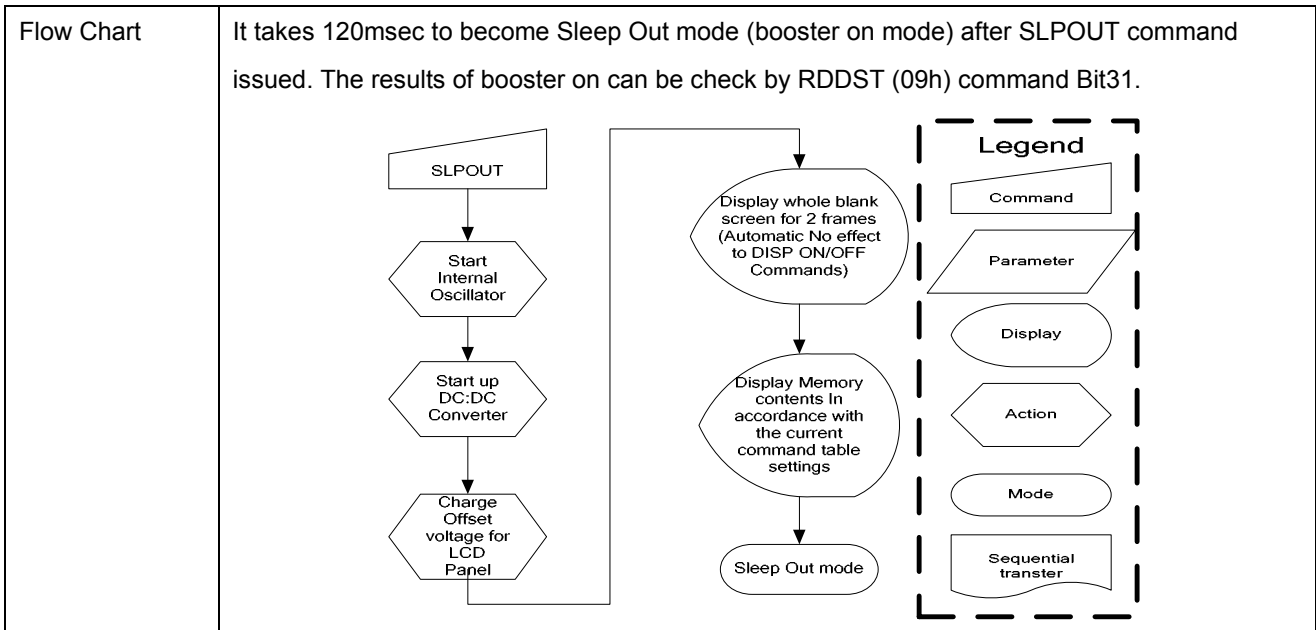 Flow Chart
It takes 120msec to become Sleep Out mode (booster on mode) after SLPOUT command
issued. The results of booster on can be check by RDDST (09h) command Bit31.
SLPOUT
Start
Internal
Oscillator
Start up
DC:DC
Converter
Charge
Offset
voltage for
LCD
Panel
Display whole blank
screen for 2 frames
(Automatic No effect
to DISP ON/OFF
Commands)
Display Memory
contents In
accordance with
the current
command table
settings
Sleep Out mode
Legend
Command
Parameter
Display
Action
Mode
Sequential
transter